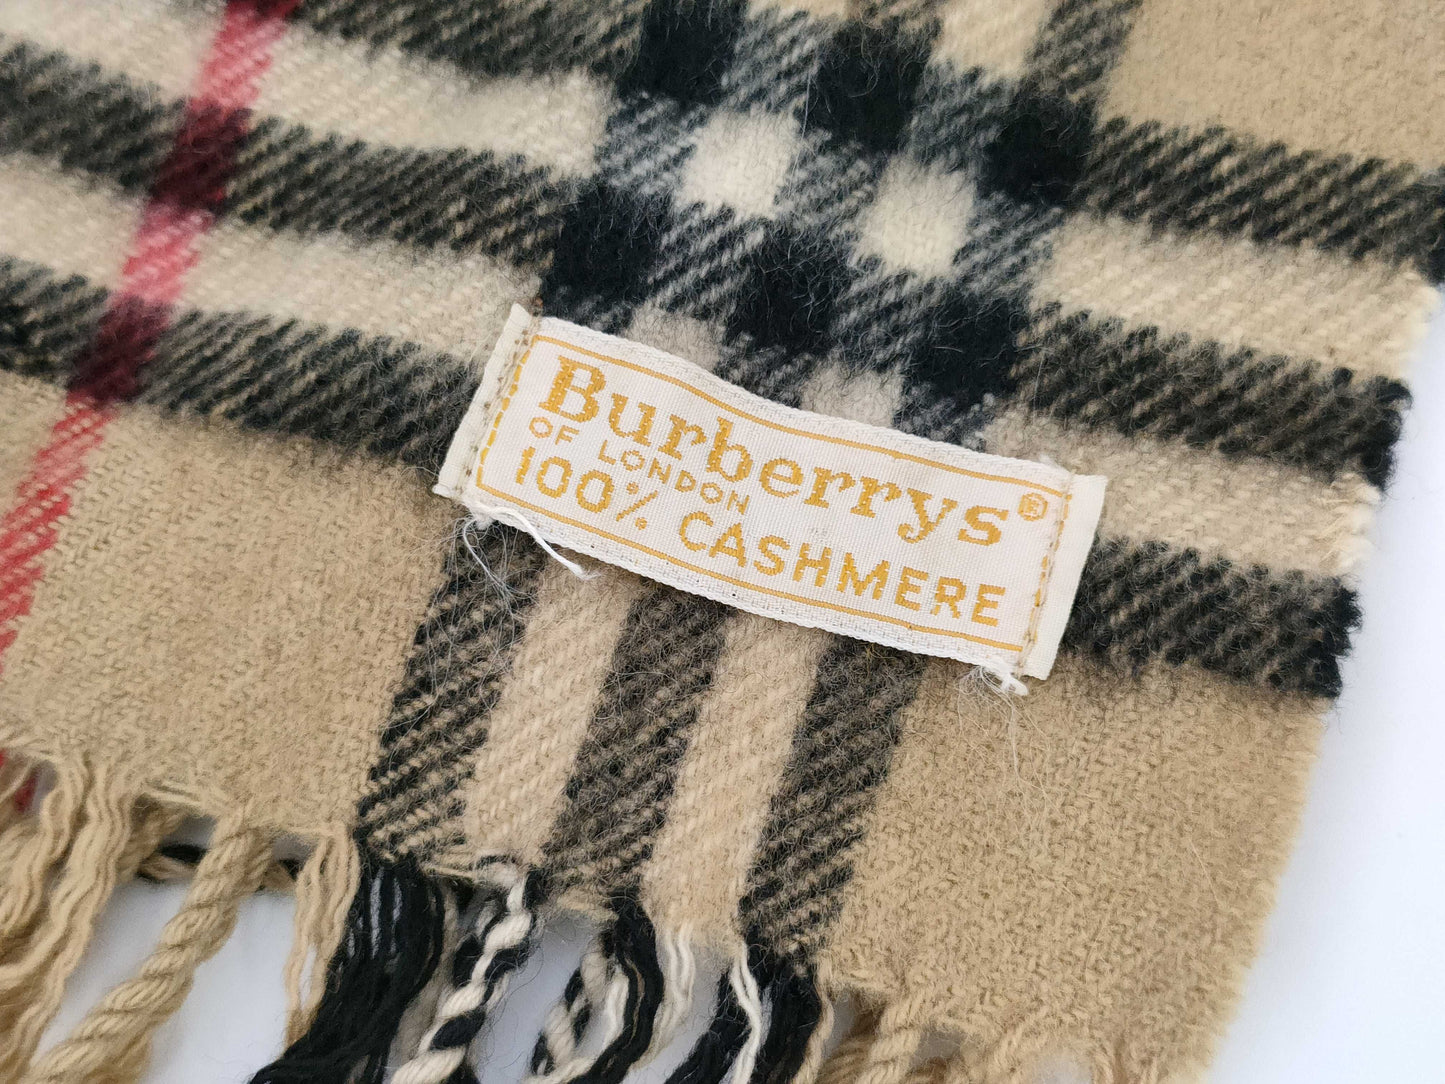 Burberrys®
OF LONDON
100% CASHMERE